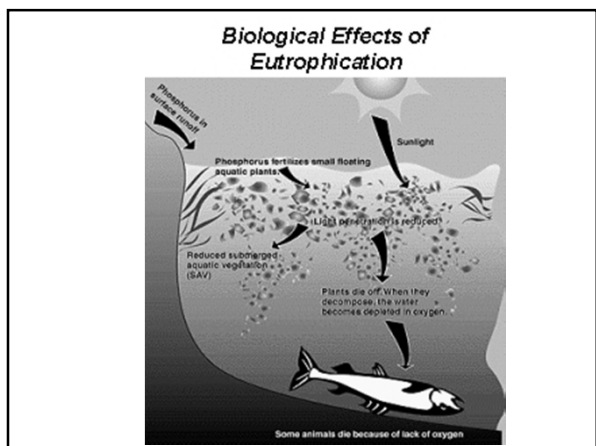 Biological Effects of
Eutrophication
Phosphorus in
surface runoff
Sunlight
Phosphorus fertilizes small floating
aquatic plants.
Light penetration is reduced.
Reduced submerged
aquatic vegetation
(SAV)
Plants die off. When they
decompose, the water
becomes depleted in oxygen.
Some animals die because of lack of oxygen